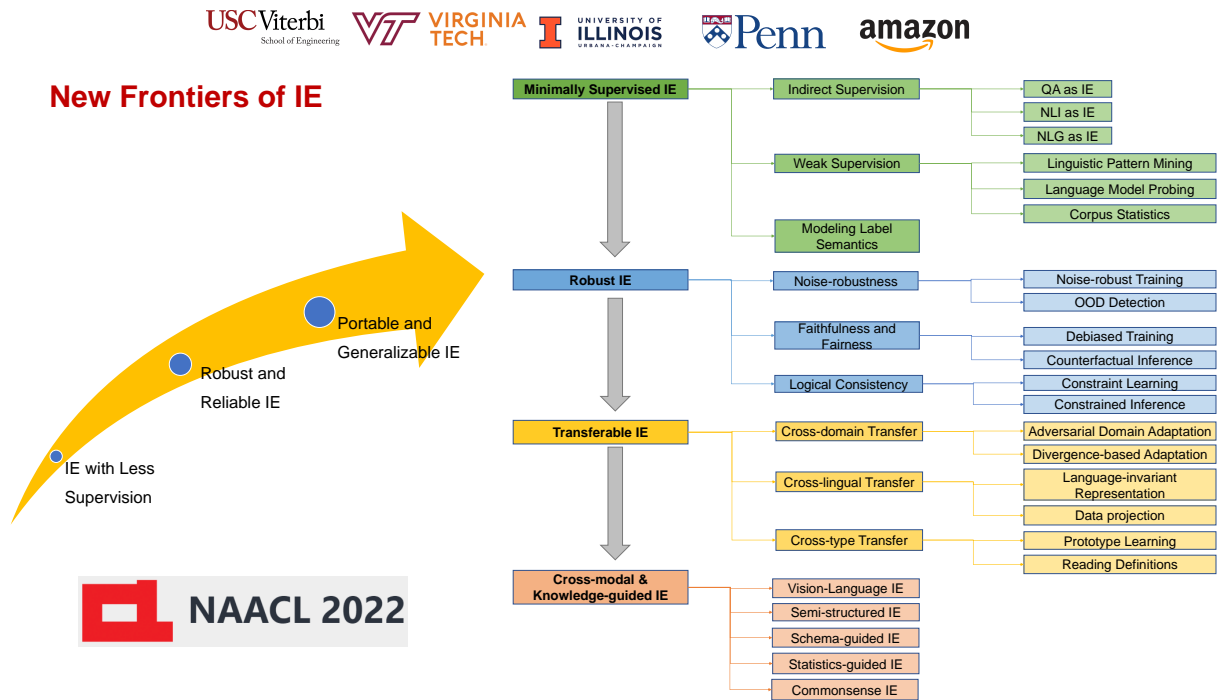 USC Viterbi
School of Engineering
VT VIRGINIA
TECH
I UNIVERSITY OF
ILLINOIS
URBANA-CHAMPAIGN
Penn
amazon
New Frontiers of IE
IE with Less
Supervision
Robust and
Reliable IE
Portable and
Generalizable IE
NAACL 2022
Minimally Supervised IE
Indirect Supervision
QA as IE
NLI as IE
NLG as IE
Weak Supervision
Linguistic Pattern Mining
Language Model Probing
Corpus Statistics
Modeling Label
Semantics
Robust IE
Noise-robustness
Noise-robust Training
OOD Detection
Faithfulness and
Fairness
Debiased Training
Counterfactual Inference
Logical Consistency
Constraint Learning
Constrained Inference
Transferable IE
Cross-domain Transfer
Adversarial Domain Adaptation
Divergence-based Adaptation
Cross-lingual Transfer
Language-invariant
Representation
Data projection
Cross-type Transfer
Prototype Learning
Reading Definitions
Cross-modal &
Knowledge-guided IE
Vision-Language IE
Semi-structured IE
Schema-guided IE
Statistics-guided IE
Commonsense IE